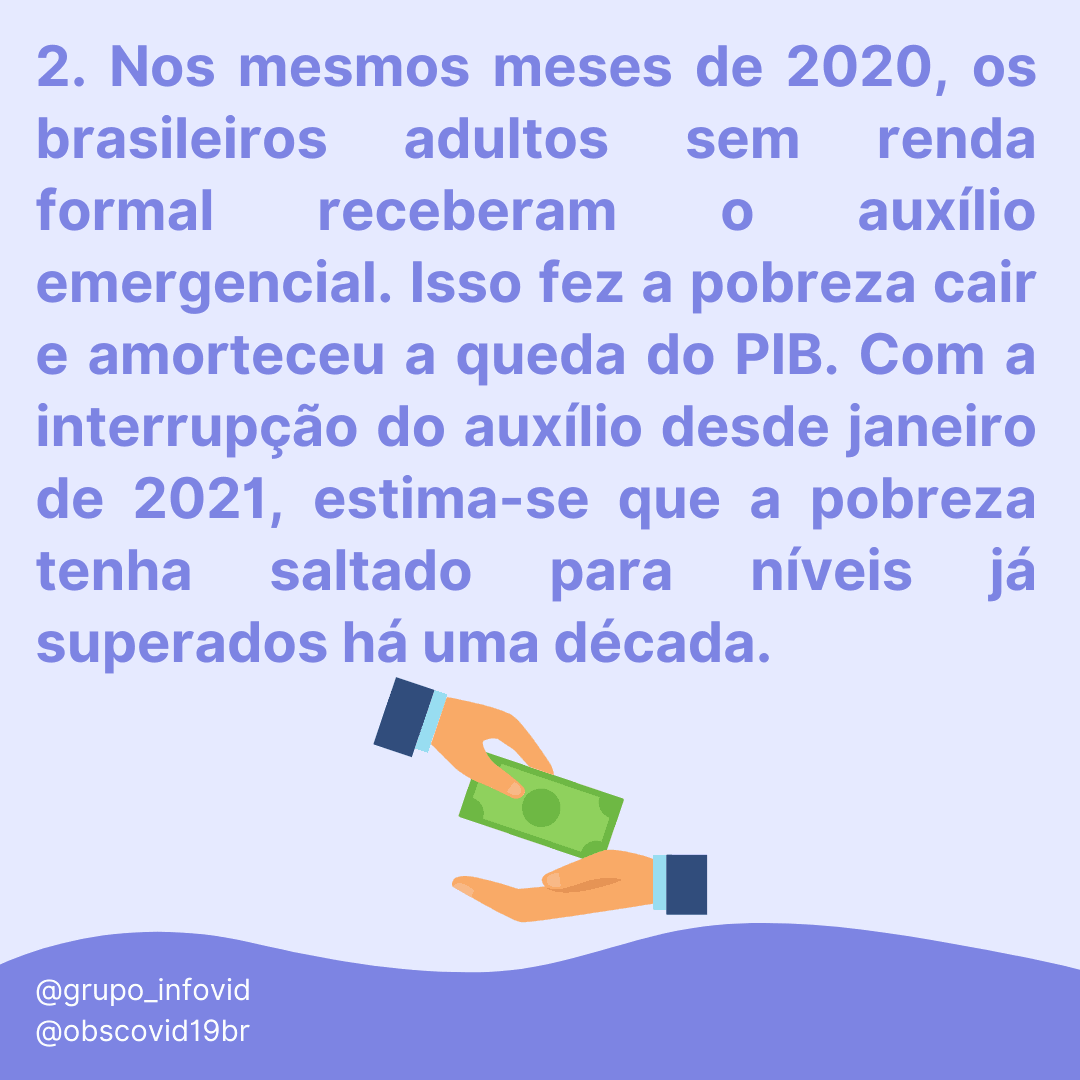 2. Nos mesmos meses de 2020, os
brasileiros adultos sem renda
formal receberam o auxílio
emergencial. Isso fez a pobreza cair
e amorteceu a queda do PIB. Com a
interrupção do auxílio desde janeiro
de 2021, estima-se que a pobreza
tenha saltado para níveis já
superados há uma década.
@grupo_infovid
@obscovid19br